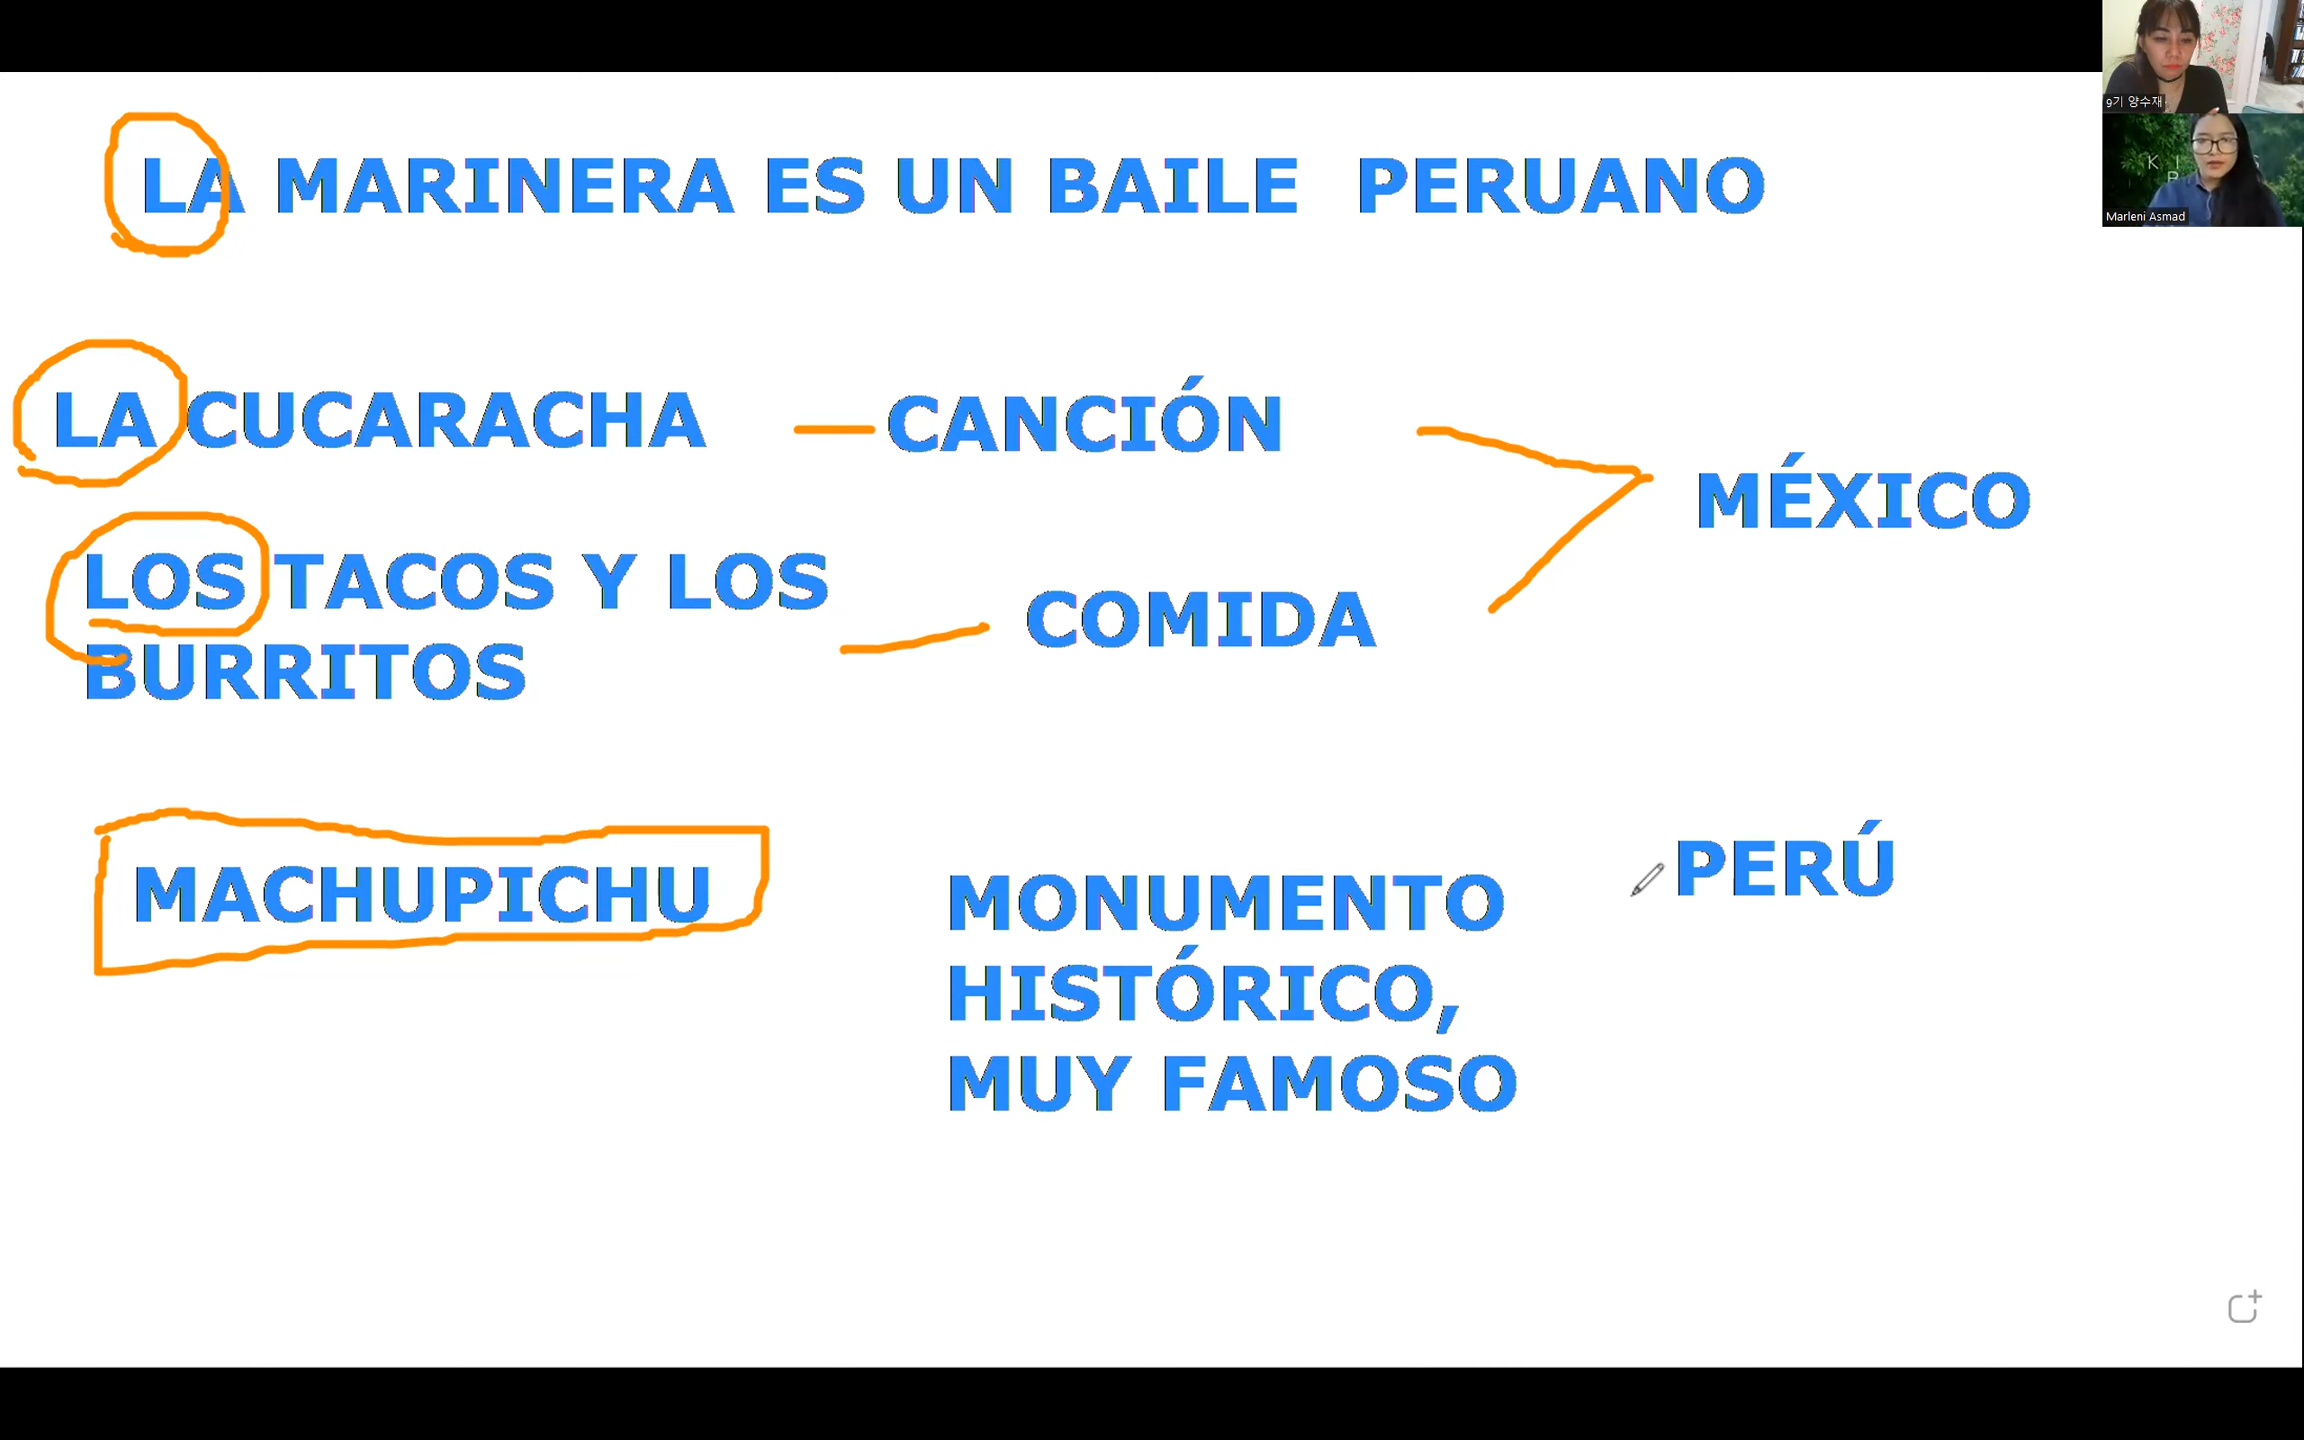 LA MARINERA ES UN BAILE PERUANO
LA CUCARACHA
CANCIÓN
MÉXICO
LOS TACOS Y LOS
BURRITOS
COMIDA
MACHUPICHU
MONUMENTO
HISTÓRICO,
MUY FAMOSO
PERÚ
9기 양수재
Marleni Asmad